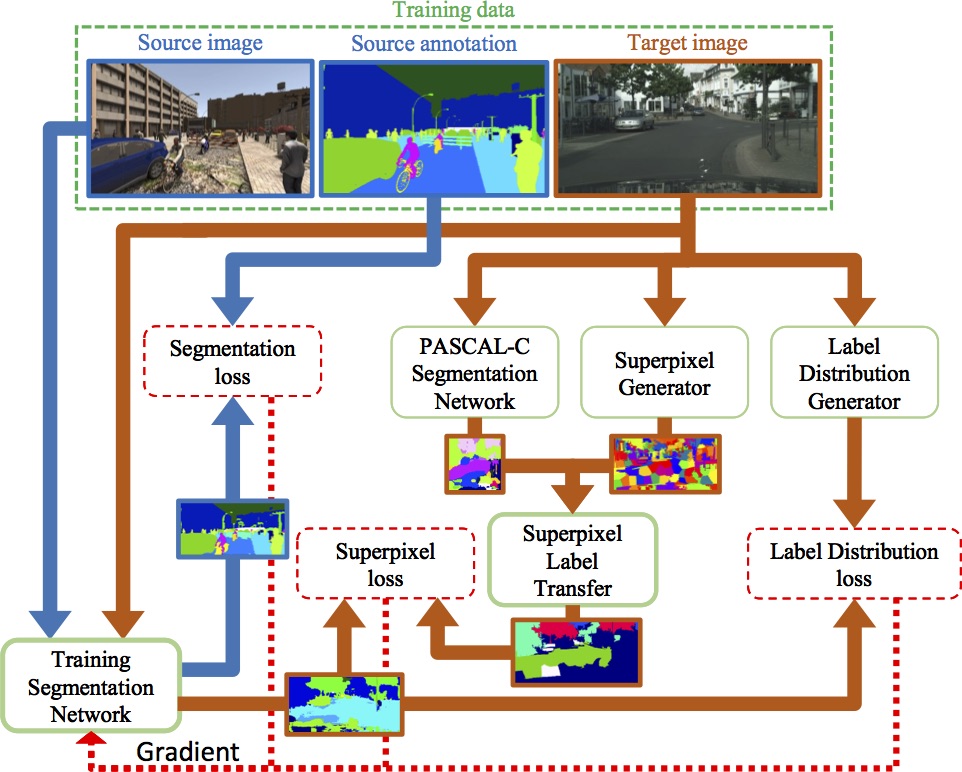 Training data
Source image
Source annotation
Target image
Segmentation
loss
PASCAL-C
Segmentation
Network
Superpixel
Generator
Label
Distribution
Generator
Superpixel
loss
Superpixel
Label
Transfer
Label Distribution
loss
Training
Segmentation
Network
Gradient